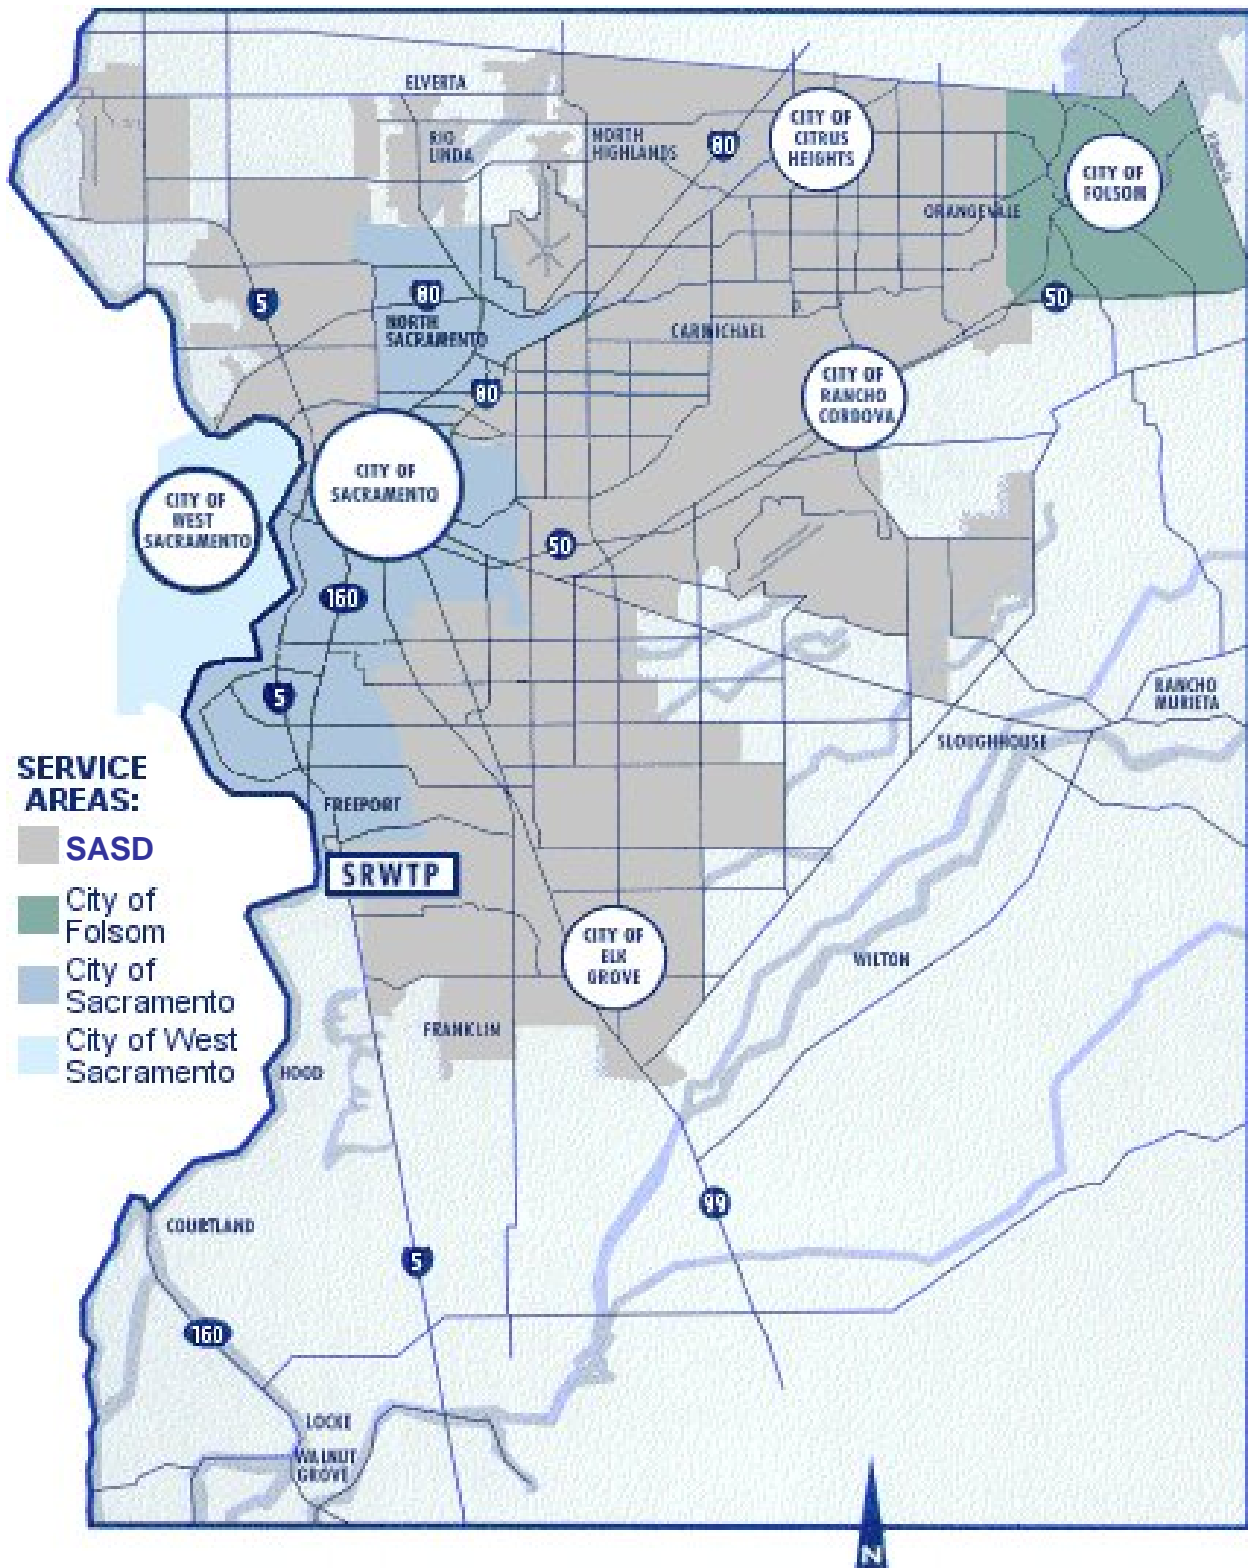 ELVERTA
RIO
LINDA
NORTH
HIGHLANDS
80
CITY OF
CITRUS
HEIGHTS
CITY OF
FOLSOM
ORANGEVALE
5
80
50
NORTH
SACRAMENTO
CARMICHAEL
80
CITY OF
RANCHO
CORDOVA
CITY OF
SACRAMENTO
CITY OF
WEST
SACRAMENTO
50
160
5
RANCHO
MURIETA
SLOUGHHOUSE
SERVICE
AREAS:
SASD
City of
Folsom
City of
Sacramento
City of West
Sacramento
FREEPORT
SRWTP
CITY OF
ELK
GROVE
WILTON
FRANKLIN
HOOD
99
COURTLAND
5
160
LOCKE
WALNUT
GROVE
N